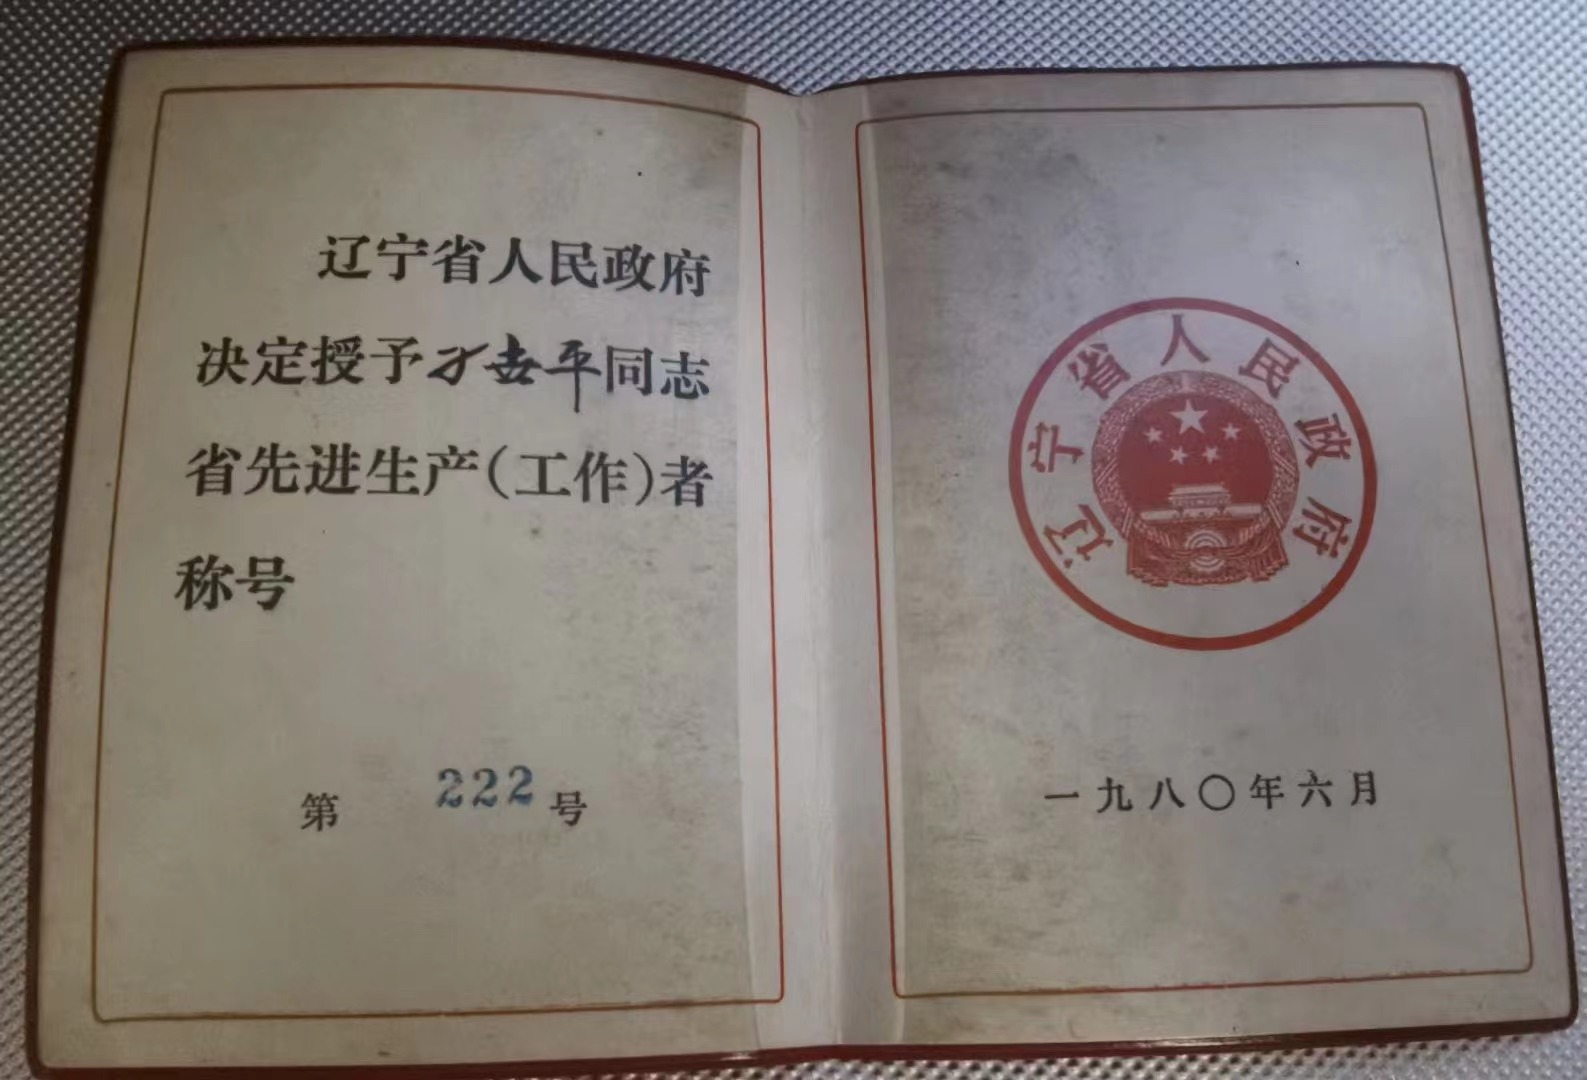 辽宁省人民政府
决定授予才世平同志
省先进生产(工作)者
称号
第 222 号
辽宁省人民政府
一九八〇年六月